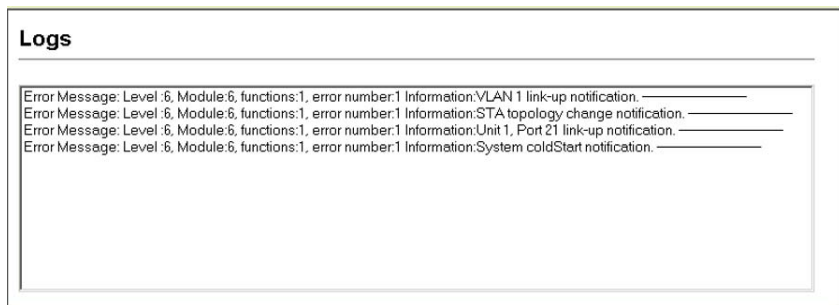 Logs
Error Message: Level :6, Module:6, functions:1, error number:1 Information:VLAN 1 link-up notification.
Error Message: Level :6, Module:6, functions:1, error number:1 Information:STA topology change notification.
Error Message: Level :6, Module:6, functions:1, error number:1 Information:Unit 1, Port 21 link-up notification.
Error Message: Level :6, Module:6, functions:1, error number:1 Information:System coldStart notification.